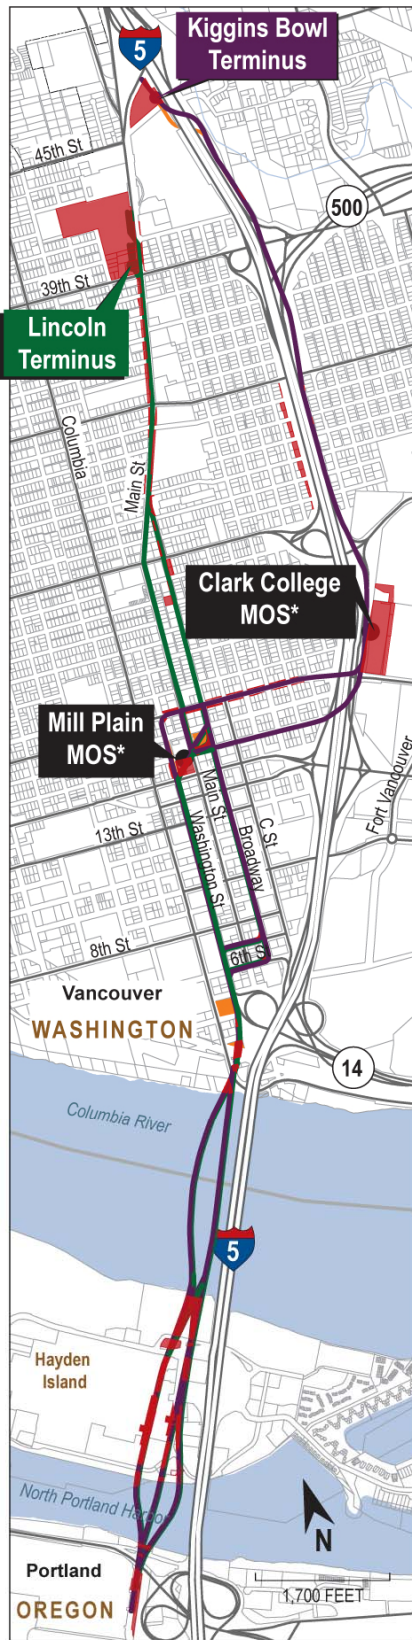 Kiggins Bowl
Terminus
5
45th St
500
39th St
Lincoln
Terminus
Columbia
Main St
Clark College
MOS*
Mill Plain
MOS*
Main St
Fort Vancouver
13th St
Washington St
Broadway
C St
8th St
6th S
Vancouver
WASHINGTON
14
Columbia River
5
Hayden
Island
North Portland Harbor
N
Portland
1,700 FEET
OREGON